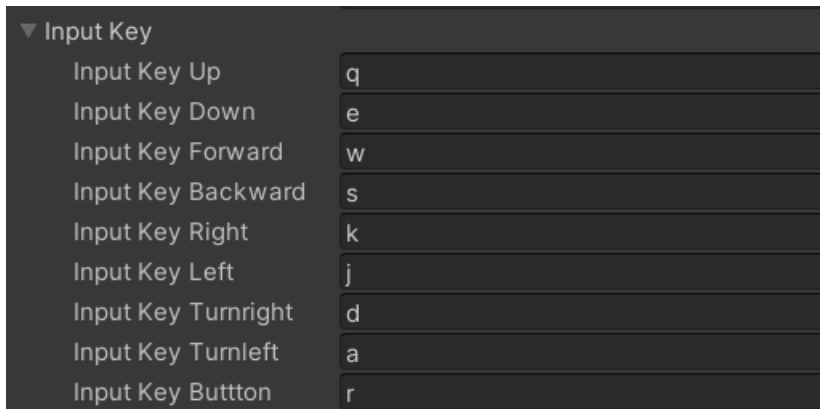 Input Key
Input Key Up q
Input Key Down e
Input Key Forward w
Input Key Backward s
Input Key Right k
Input Key Left j
Input Key Turnright d
Input Key Turnleft a
Input Key Buttton r